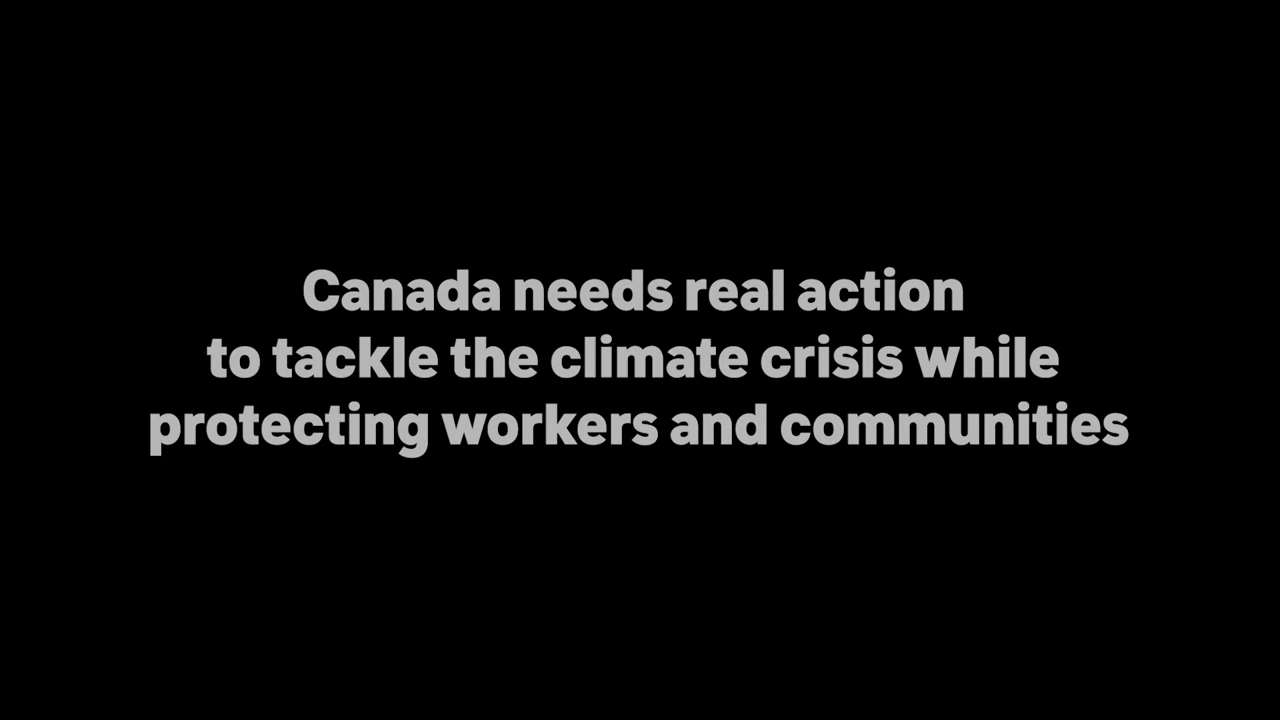 Canada needs real action
to tackle the climate crisis while
protecting workers and communities